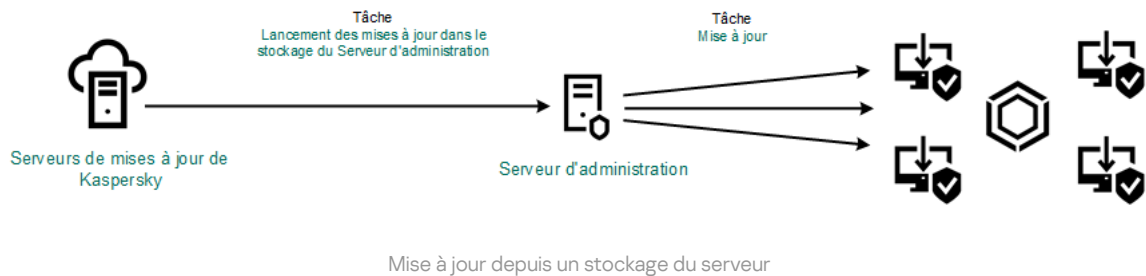 Tâche
Lancement des mises à jour dans le
stockage du Serveur d'administration
Tâche
Mise à jour
Serveurs de mises à jour de
Kaspersky
Serveur d'administration
Mise à jour depuis un stockage du serveur